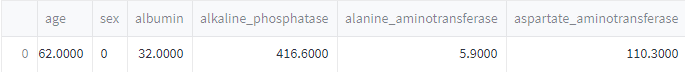 age sex albumin alkaline_phosphatase alanine_aminotransferase aspartate_aminotransferase
0 62.0000 0 32.0000 416.6000 5.9000 110.3000